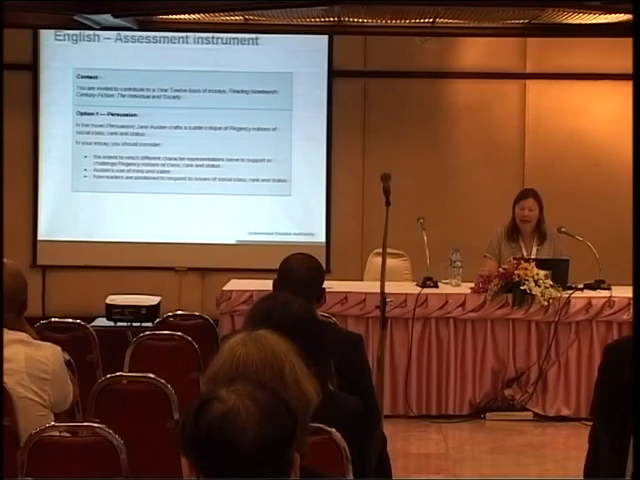 English – Assessment instrument
Context
You are invited to contribute to a Year Twelve book of essays, Reading Nineteenth
Century Fiction: The Individual and Society.
Option 1 — Persuasion
In her novel Persuasion, Jane Austen crafts a subtle critique of Regency notions of
social class, rank and status.
In your essay, you should consider:
• the extent to which different character representations serve to support or
challenge Regency notions of class, rank and status
• Austen's use of irony and satire
• how readers are positioned to respond to issues of social class, rank and status.
Queensland Studies Authority